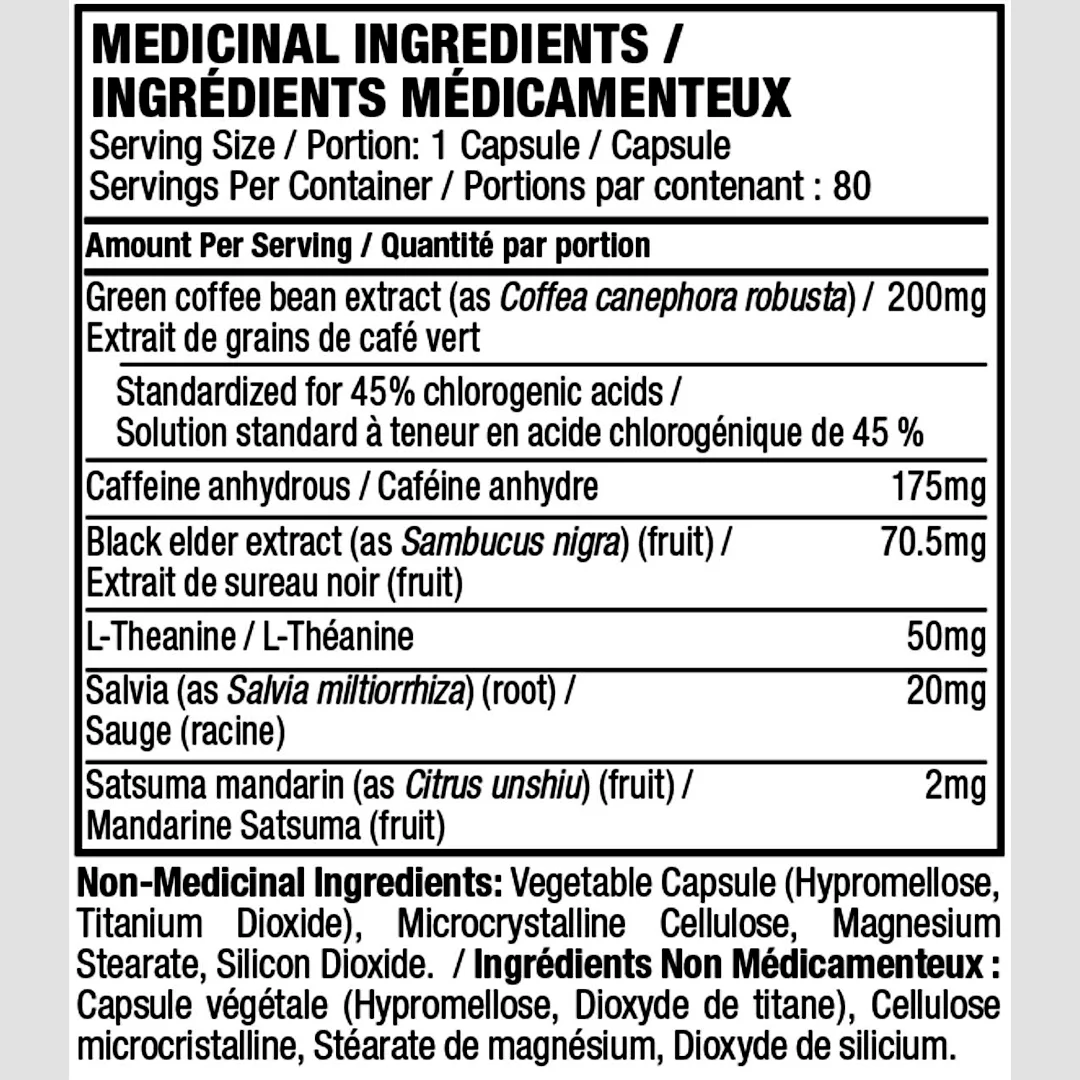 MEDICINAL INGREDIENTS /
INGRÉDIENTS MÉDICAMENTEUX
Serving Size / Portion: 1 Capsule / Capsule
Servings Per Container / Portions par contenant : 80
Amount Per Serving / Quantité par portion
Green coffee bean extract (as Coffea canephora robusta) / 200mg
Extrait de grains de café vert
Standardized for 45% chlorogenic acids /
Solution standard à teneur en acide chlorogénique de 45 %
Caffeine anhydrous / Caféine anhydre 175mg
Black elder extract (as Sambucus nigra) (fruit) / 70.5mg
Extrait de sureau noir (fruit)
L-Theanine / L-Théanine 50mg
Salvia (as Salvia miltiorrhiza) (root) / 20mg
Sauge (racine)
Satsuma mandarin (as Citrus unshiu) (fruit) / 2mg
Mandarine Satsuma (fruit)
Non-Medicinal Ingredients: Vegetable Capsule (Hypromellose,
Titanium Dioxide), Microcrystalline Cellulose, Magnesium
Stearate, Silicon Dioxide. / Ingrédients Non Médicamenteux :
Capsule végétale (Hypromellose, Dioxyde de titane), Cellulose
microcristalline, Stéarate de magnésium, Dioxyde de silicium.